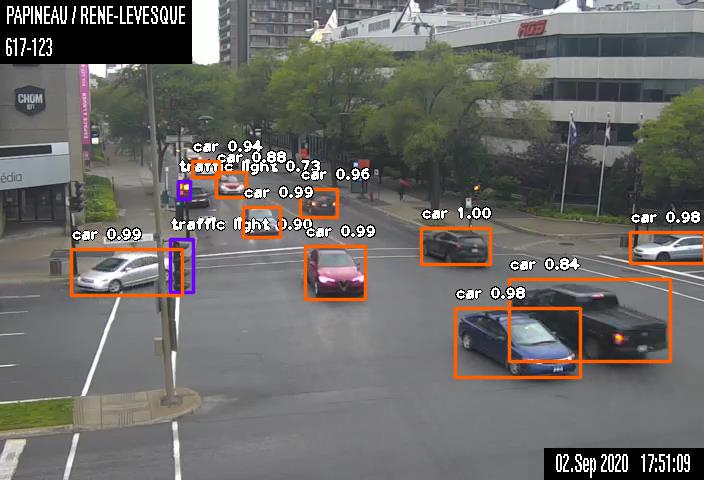 PAPINEAU / RENE-LEVESQUE
617-123
CHOM
édia
car 0.94
car 0.88
traffic light 0.73
car 0.96
car 0.99
traffic light 0.90
car 0.99
car 0.99
car 1.00
car 0.98
car 0.84
car 0.98
02.Sep 2020 17:51:09